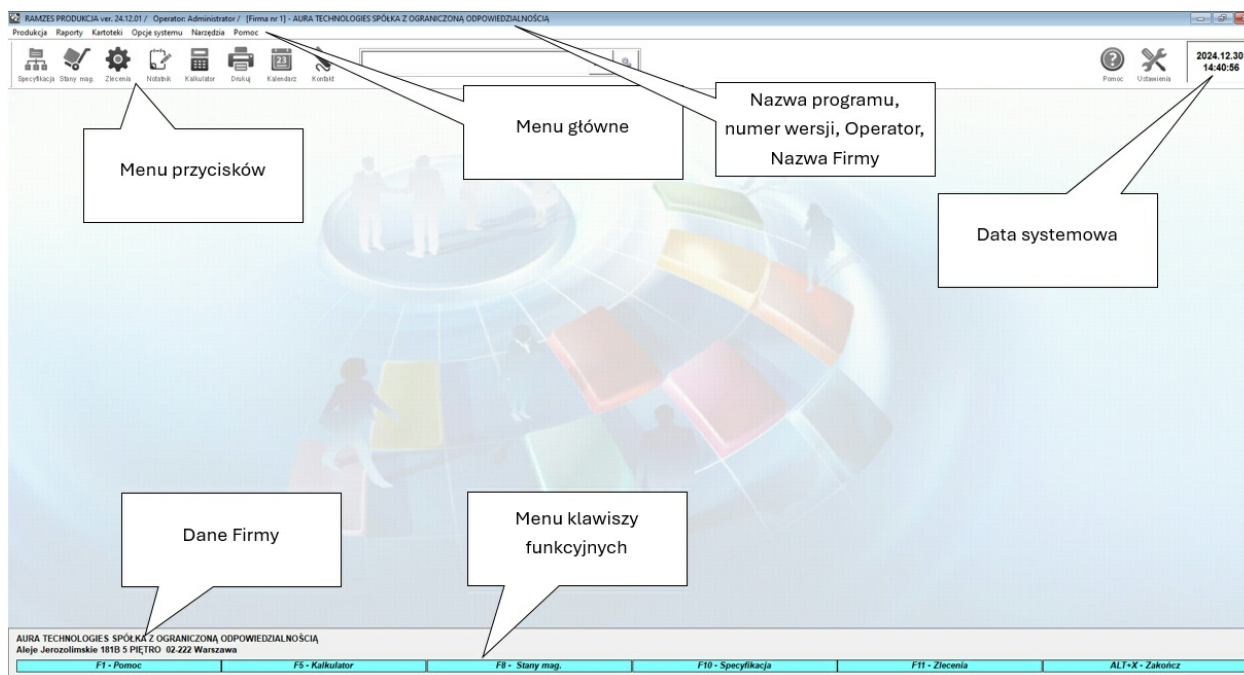 RAMZES PRODUKCJA ver. 24.12.01 / Operator: Administrator / [Firma nr 1] - AURA TECHNOLOGIES SPÓŁKA Z OGRANICZONĄ ODPOWIEDZIALNOŚCIĄ
Produkcja Raporty Kartoteki Opcje systemu Narzędzia Pomoc
Specyfikacja Stany mag. Zlecenia Notatnik Kalkulator Drukuj Kalendarz Kontakt Pomoc Ustawienia
23
2024.12.30
14:40:56
Menu przycisków
Menu główne
Nazwa programu,
numer wersji, Operator,
Nazwa Firmy
Data systemowa
Dane Firmy
Menu klawiszy
funkcyjnych
AURA TECHNOLOGIES SPÓŁKA Z OGRANICZONĄ ODPOWIEDZIALNOŚCIĄ
Aleje Jerozolimskie 181B 5 PIĘTRO 02-222 Warszawa
F1 - Pomoc F5 - Kalkulator F8 - Stany mag. F10 - Specyfikacja F11 - Zlecenia ALT+X - Zakończ